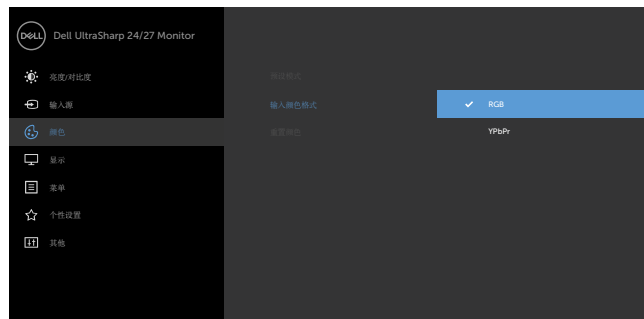 DELL
Dell UltraSharp 24/27 Monitor
亮度/对比度
输入源
颜色
显示
菜单
个性设置
其他
预设模式
输入颜色格式
重置颜色
RGB
YPbPr